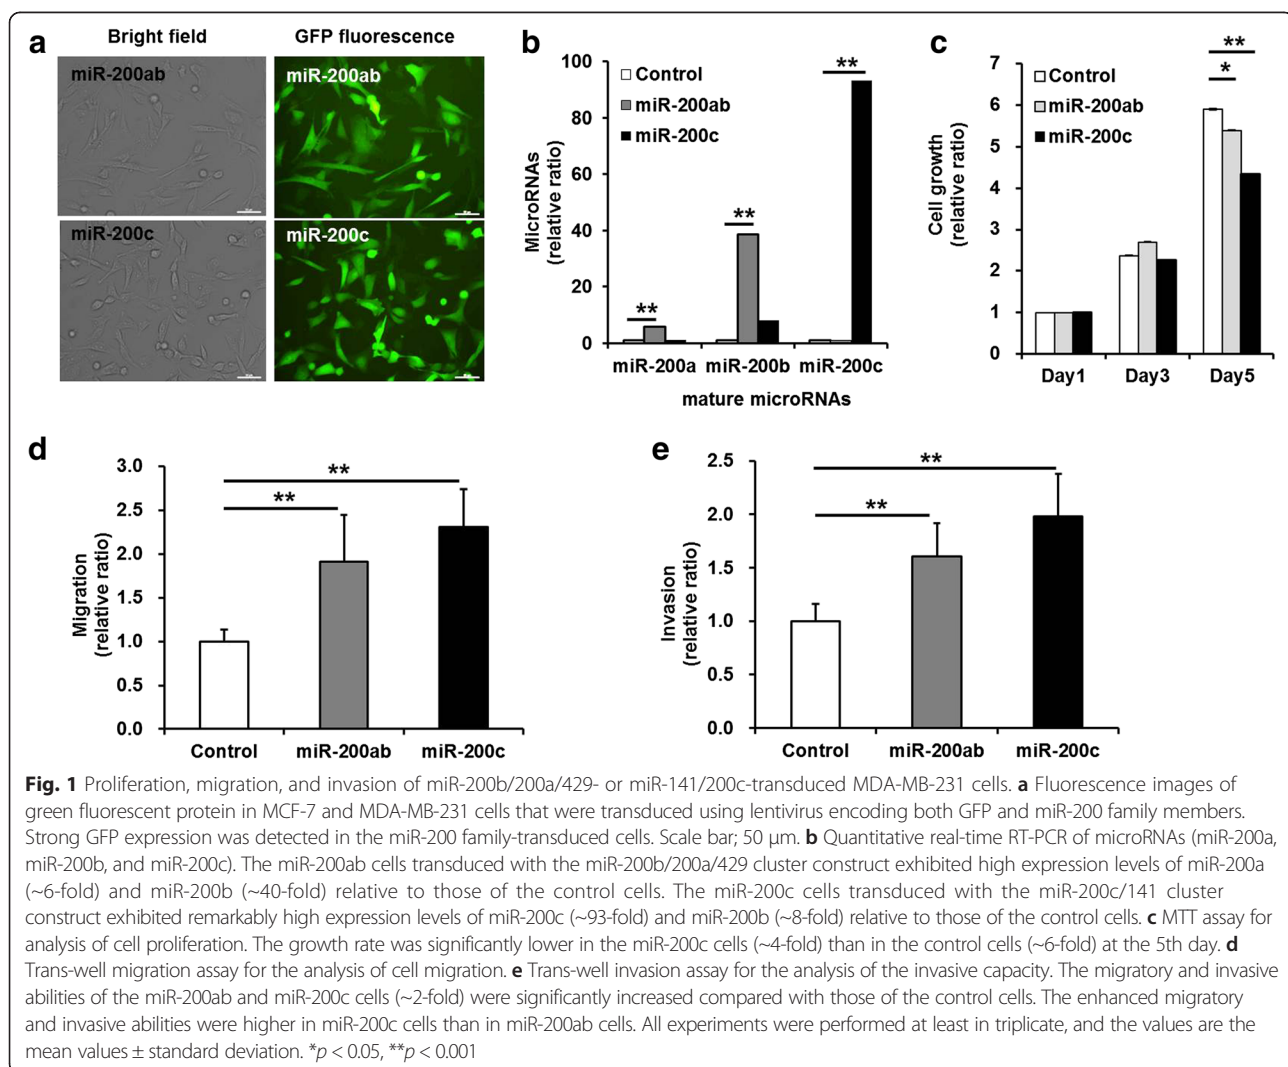 a
Bright field
GFP fluorescence
miR-200ab
miR-200ab
miR-200c
miR-200c
b
MicroRNAs
(relative ratio)
100
80
60
40
20
0
Control
miR-200ab
miR-200c
**
**
**
miR-200a
miR-200b
miR-200c
mature microRNAs
c
Cell growth
(relative ratio)
7
6
5
4
3
2
1
0
Control
miR-200ab
miR-200c
**
*
Day1
Day3
Day5
d
Migration
(relative ratio)
3.0
2.5
2.0
1.5
1.0
0.5
0.0
**
**
Control
miR-200ab
miR-200c
e
Invasion
(relative ratio)
2.5
2.0
1.5
1.0
0.5
0.0
**
**
Control
miR-200ab
miR-200c
Fig. 1 Proliferation, migration, and invasion of miR-200b/200a/429- or miR-141/200c-transduced MDA-MB-231 cells. a Fluorescence images of
green fluorescent protein in MCF-7 and MDA-MB-231 cells that were transduced using lentivirus encoding both GFP and miR-200 family members.
Strong GFP expression was detected in the miR-200 family-transduced cells. Scale bar; 50 μm. b Quantitative real-time RT-PCR of microRNAs (miR-200a,
miR-200b, and miR-200c). The miR-200ab cells transduced with the miR-200b/200a/429 cluster construct exhibited high expression levels of miR-200a
(~6-fold) and miR-200b (~40-fold) relative to those of the control cells. The miR-200c cells transduced with the miR-200c/141 cluster
construct exhibited remarkably high expression levels of miR-200c (~93-fold) and miR-200b (~8-fold) relative to those of the control cells. c MTT assay for
analysis of cell proliferation. The growth rate was significantly lower in the miR-200c cells (~4-fold) than in the control cells (~6-fold) at the 5th day. d
Trans-well migration assay for the analysis of cell migration. e Trans-well invasion assay for the analysis of the invasive capacity. The migratory and invasive
abilities of the miR-200ab and miR-200c cells (~2-fold) were significantly increased compared with those of the control cells. The enhanced migratory
and invasive abilities were higher in miR-200c cells than in miR-200ab cells. All experiments were performed at least in triplicate, and the values are the
mean values ± standard deviation. *p < 0.05, **p < 0.001